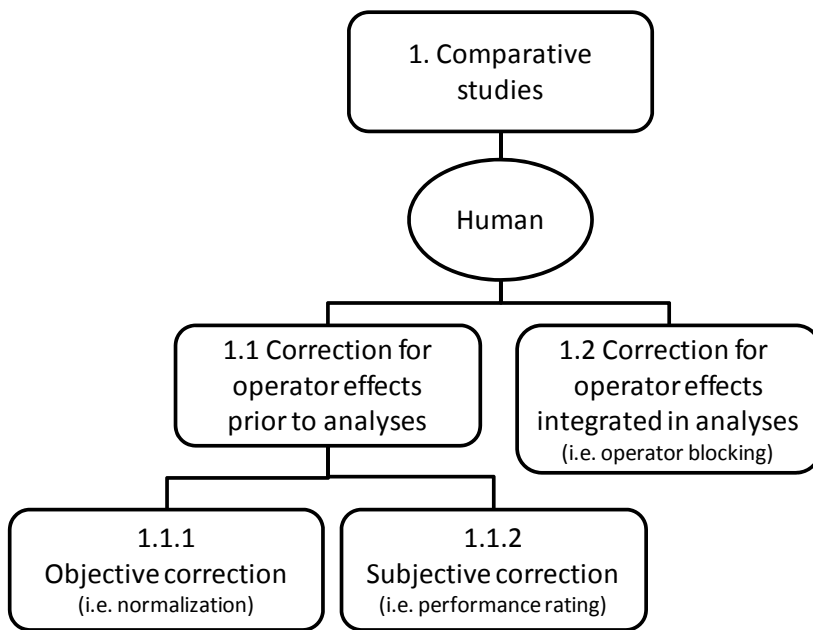 1. Comparative
studies
Human
1.1 Correction for
operator effects
prior to analyses
1.2 Correction for
operator effects
integrated in analyses
(i.e. operator blocking)
1.1.1
Objective correction
(i.e. normalization)
1.1.2
Subjective correction
(i.e. performance rating)